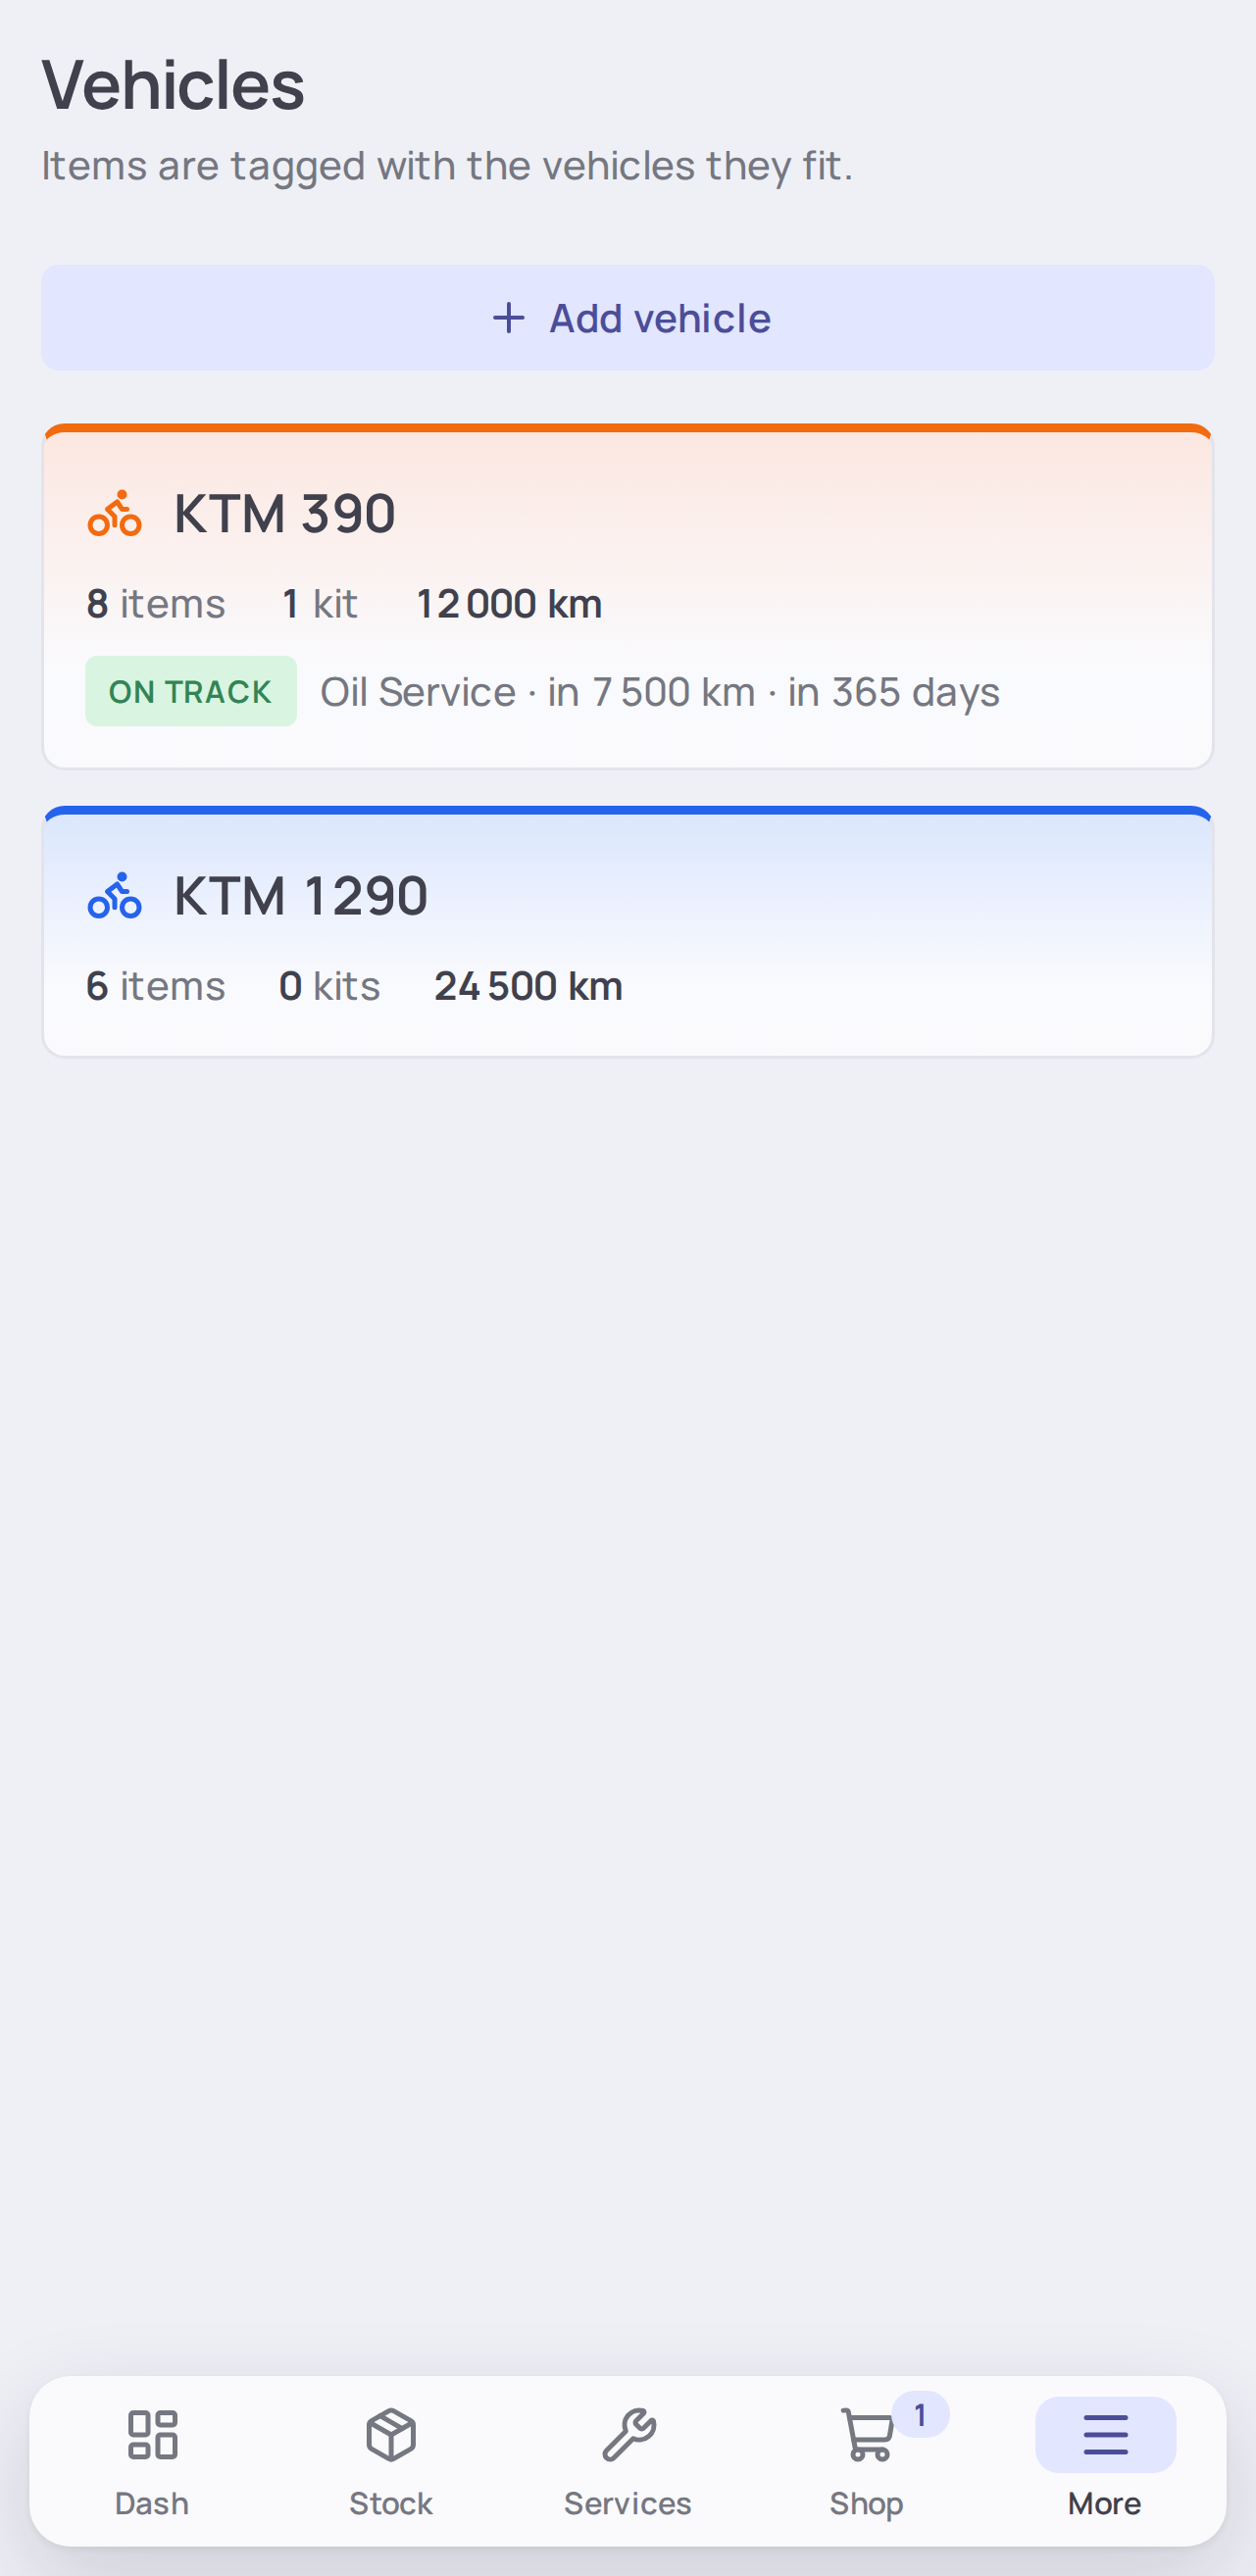 Vehicles
Items are tagged with the vehicles they fit.
+ Add vehicle
KTM 390
8 items 1 kit 12 000 km
ON TRACK Oil Service · in 7 500 km · in 365 days
KTM 1290
6 items 0 kits 24 500 km
1
Dash Stock Services Shop More